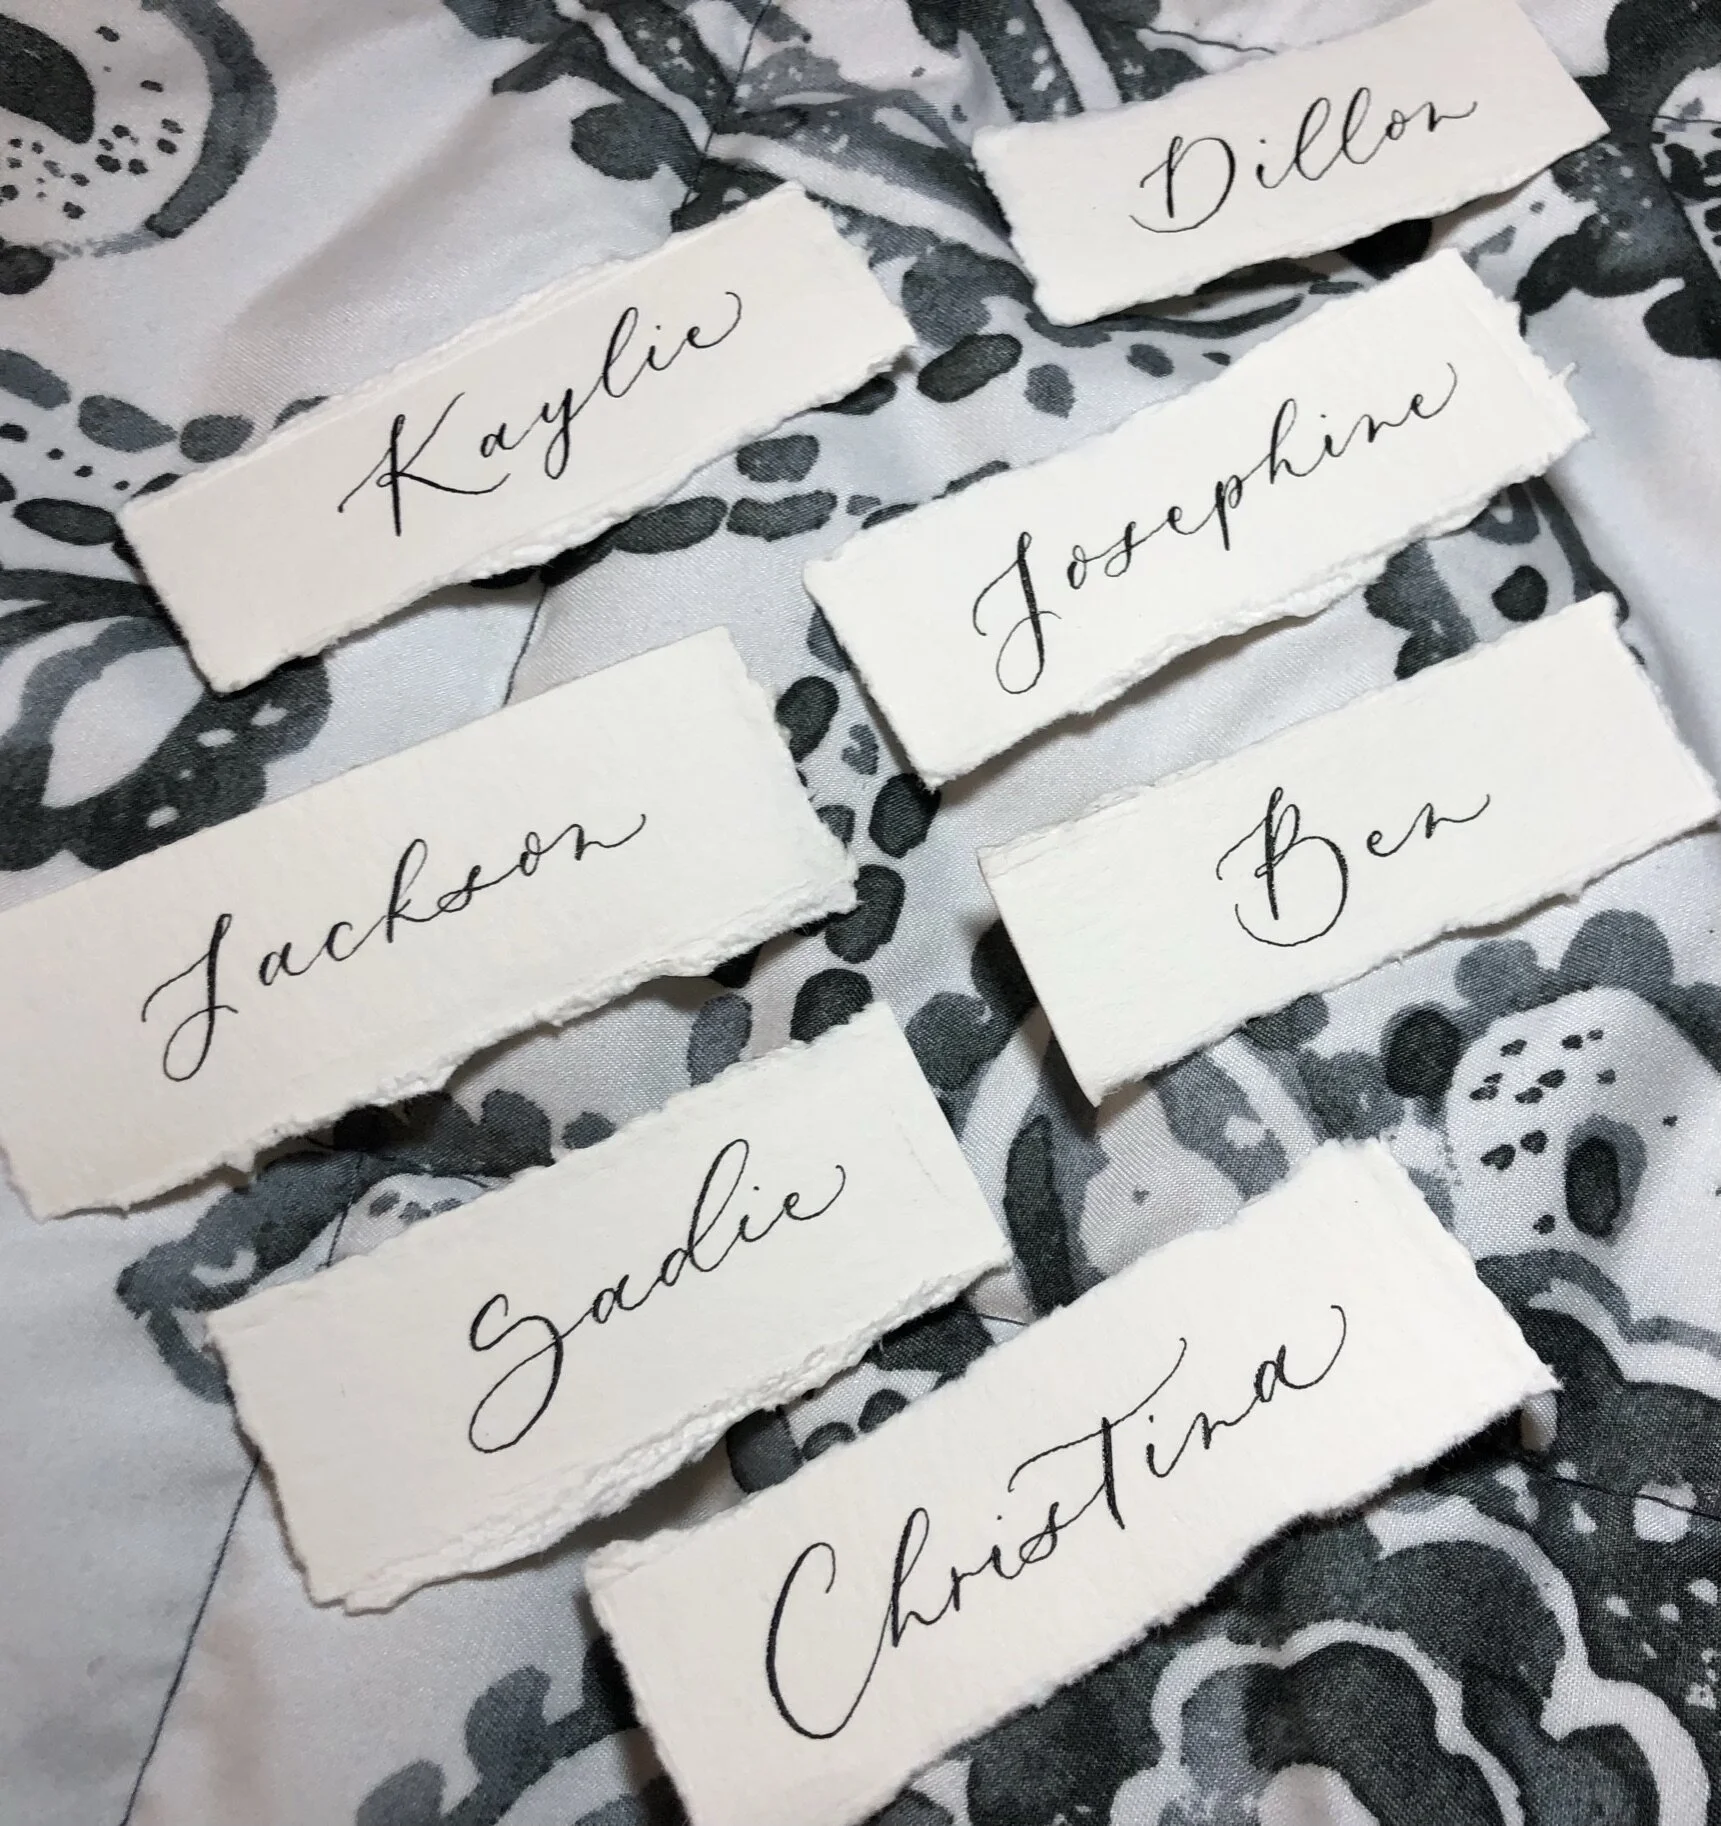 Dillon
Kaylie
Josephine
Jackson
Ben
Sadie
Christina